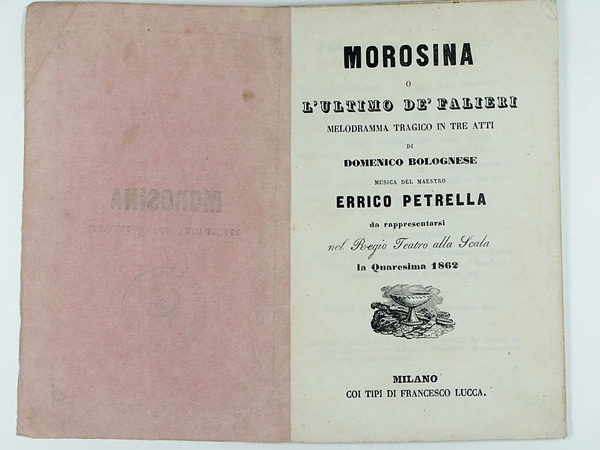 MOROSINA
O
L'ULTIMO DE' FALIERI
MELODRAMMA TRAGICO IN TRE ATTI
DI
DOMENICO BOLOGNESE
MUSICA DEL MAESTRO
ERRICO PETRELLA
da rappresentarsi
nel Regio Teatro alla Scala
la Quaresima 1862
MILANO
COI TIPI DI FRANCESCO LUCCA.